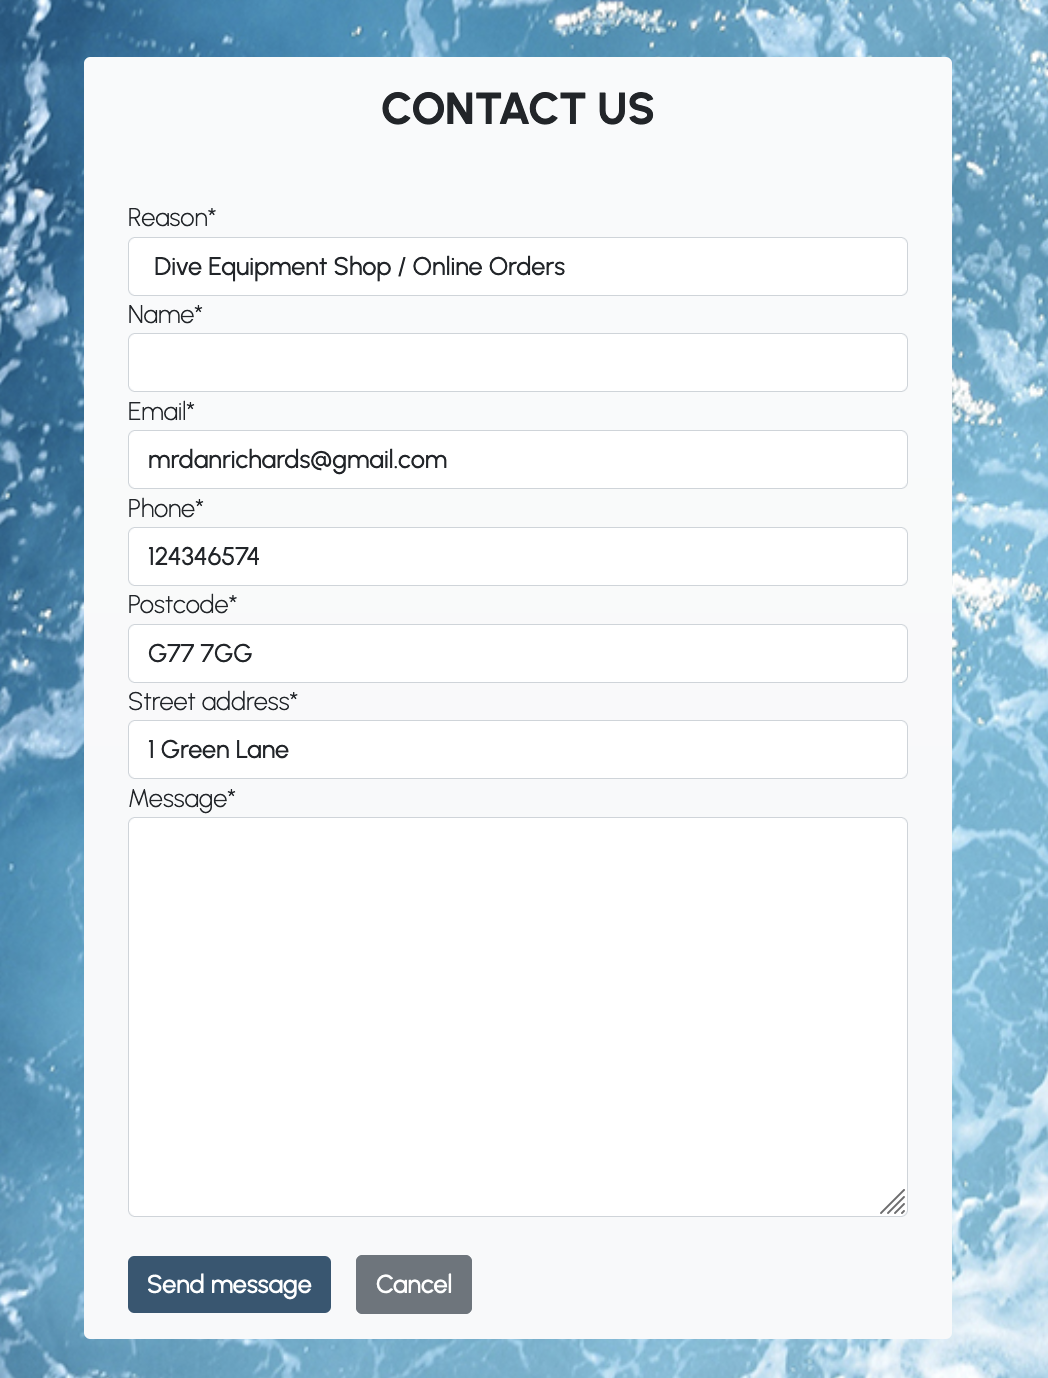 CONTACT US
Reason*
Dive Equipment Shop / Online Orders
Name*
Email*
mrdanrichards@gmail.com
Phone*
124346574
Postcode*
G77 7GG
Street address*
1 Green Lane
Message*
Send message
Cancel